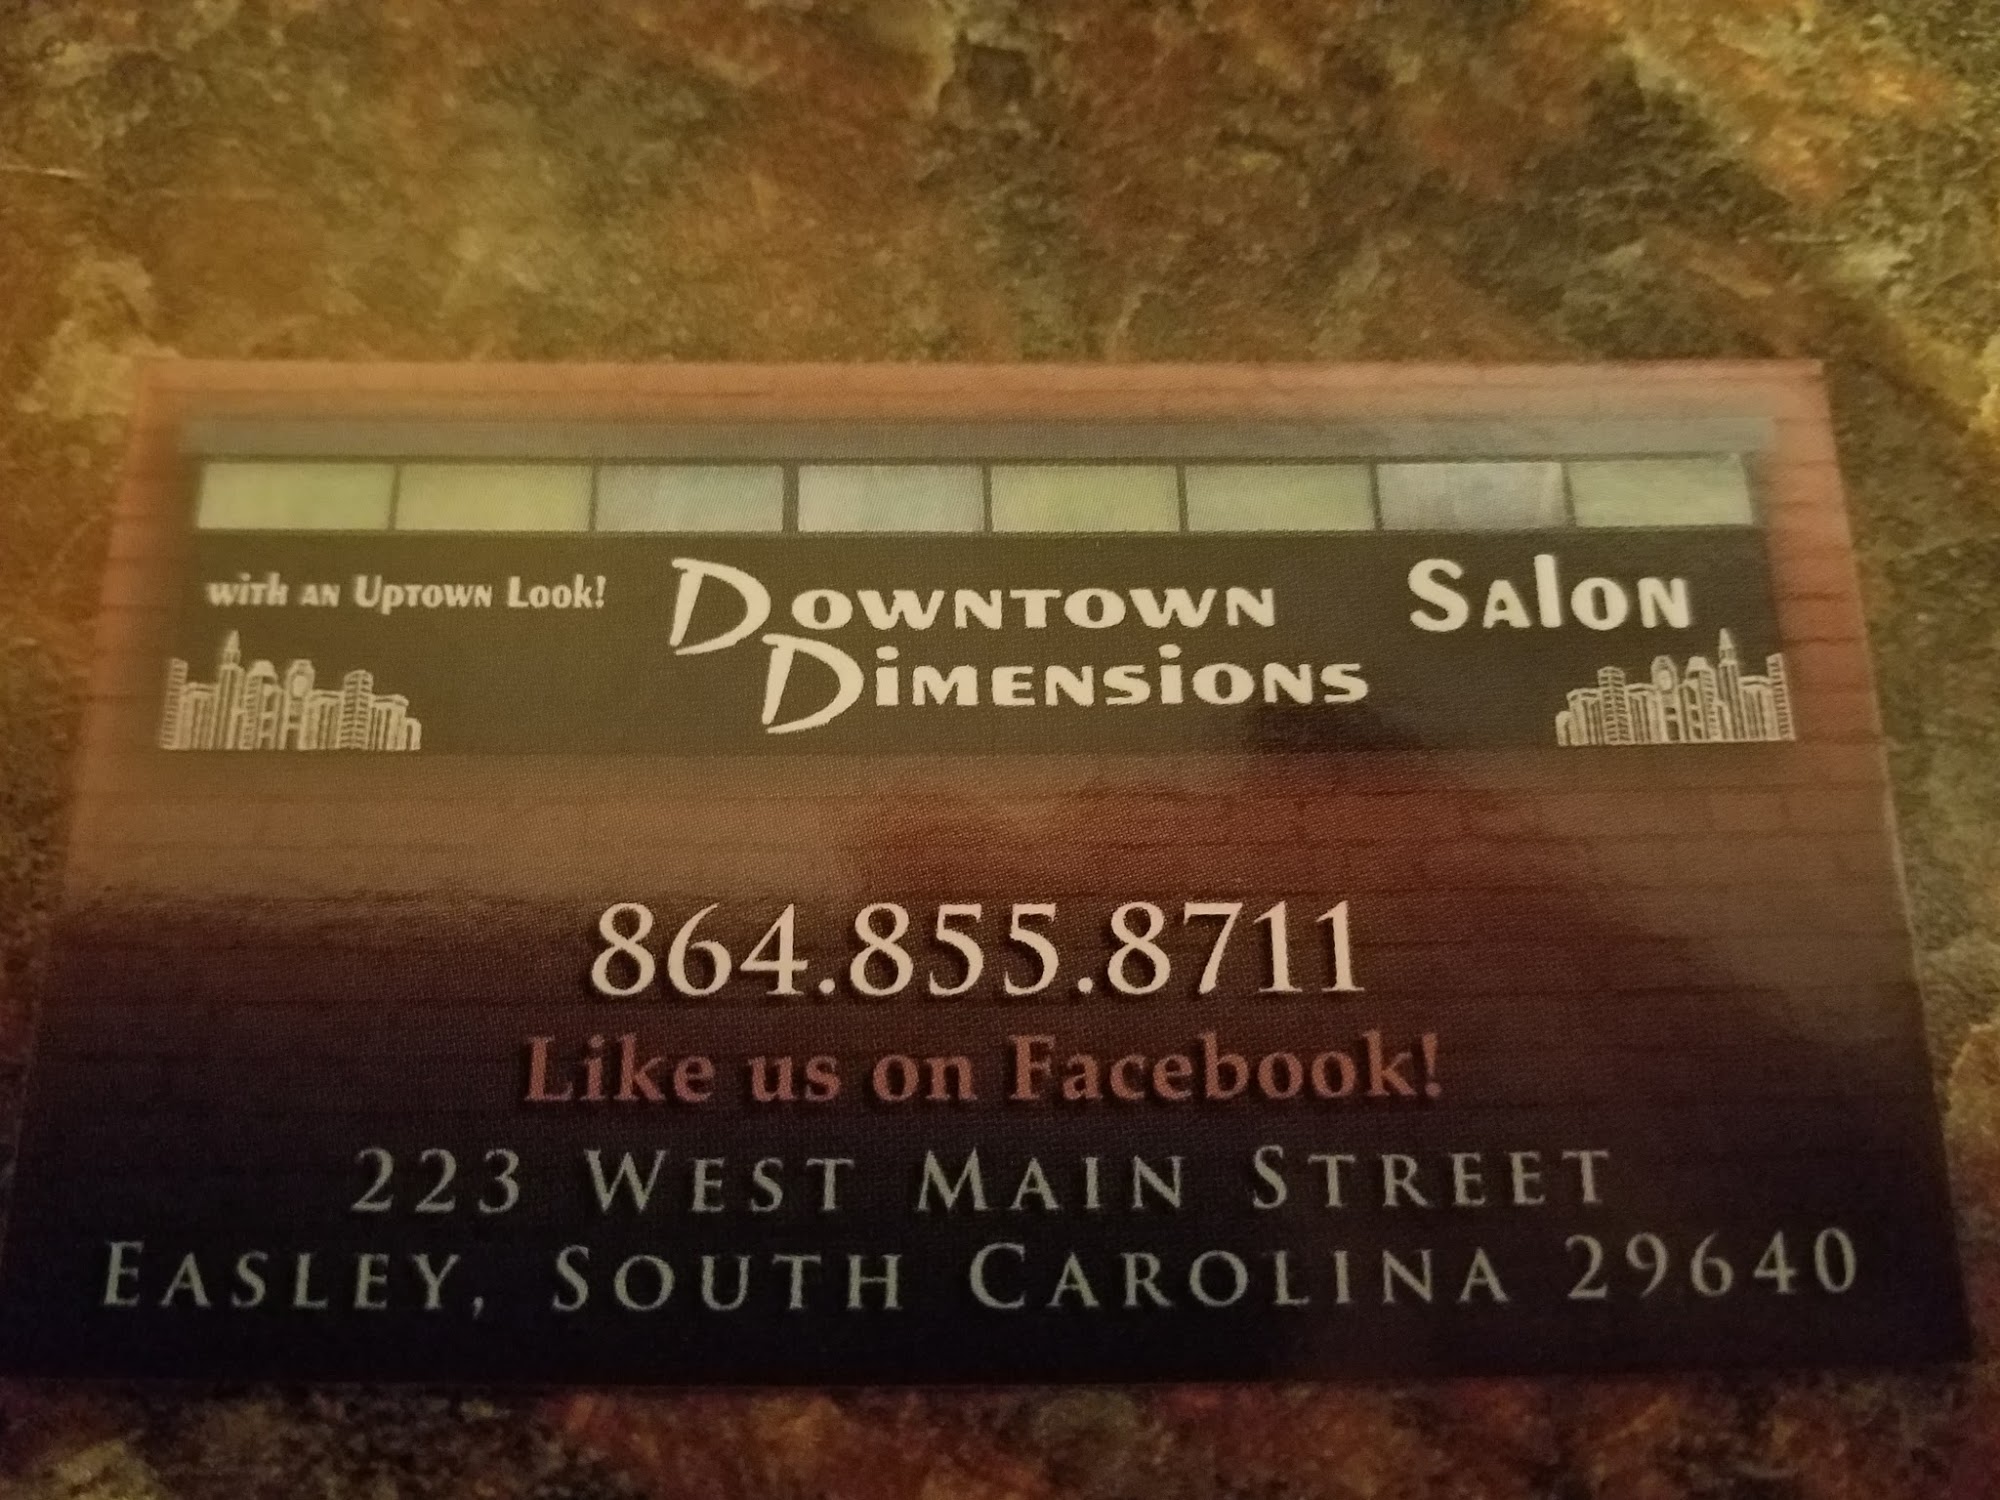 with an Uptown Look!
Downtown Salon
Dimensions
864.855.8711
Like us on Facebook!
223 West Main Street
Easley, South Carolina 29640